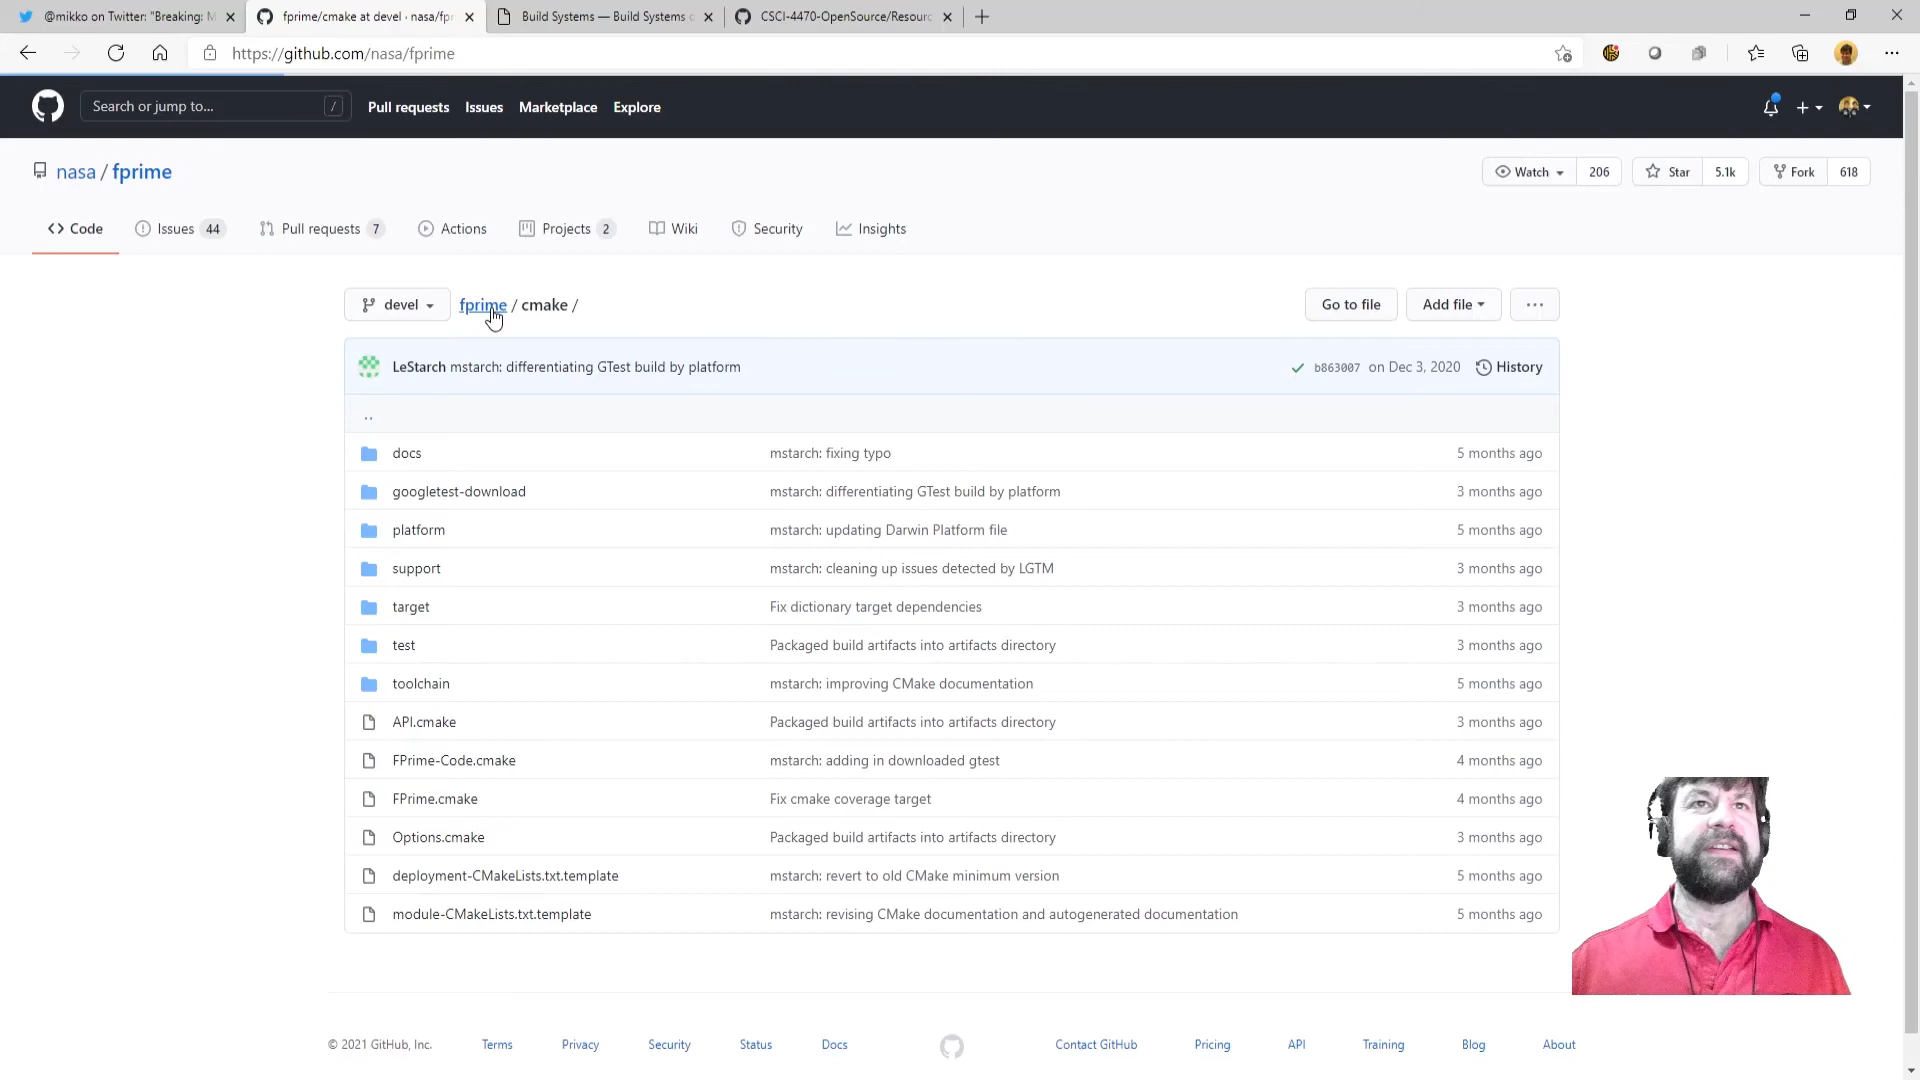 @mikko on Twitter: "Breaking: M
fprime/cmake at devel · nasa/fpr
Build Systems — Build Systems c
CSCI-4470-OpenSource/Resourc
https://github.com/nasa/fprime
Search or jump to...
/
Pull requests
Issues
Marketplace
Explore
nasa / fprime
Watch
206
Star
5.1k
Fork
618
Code
Issues 44
Pull requests 7
Actions
Projects 2
Wiki
Security
Insights
devel
fprime / cmake /
Go to file
Add file
...
LeStarch mstarch: differentiating GTest build by platform
b863007 on Dec 3, 2020
History
..
docs mstarch: fixing typo 5 months ago
googletest-download mstarch: differentiating GTest build by platform 3 months ago
platform mstarch: updating Darwin Platform file 5 months ago
support mstarch: cleaning up issues detected by LGTM 3 months ago
target Fix dictionary target dependencies 3 months ago
test Packaged build artifacts into artifacts directory 3 months ago
toolchain mstarch: improving CMake documentation 5 months ago
API.cmake Packaged build artifacts into artifacts directory 3 months ago
FPrime-Code.cmake mstarch: adding in downloaded gtest 4 months ago
FPrime.cmake Fix cmake coverage target 4 months ago
Options.cmake Packaged build artifacts into artifacts directory 3 months ago
deployment-CMakeLists.txt.template mstarch: revert to old CMake minimum version 5 months ago
module-CMakeLists.txt.template mstarch: revising CMake documentation and autogenerated documentation 5 months ago
© 2021 GitHub, Inc.
Terms
Privacy
Security
Status
Docs
Contact GitHub
Pricing
API
Training
Blog
About